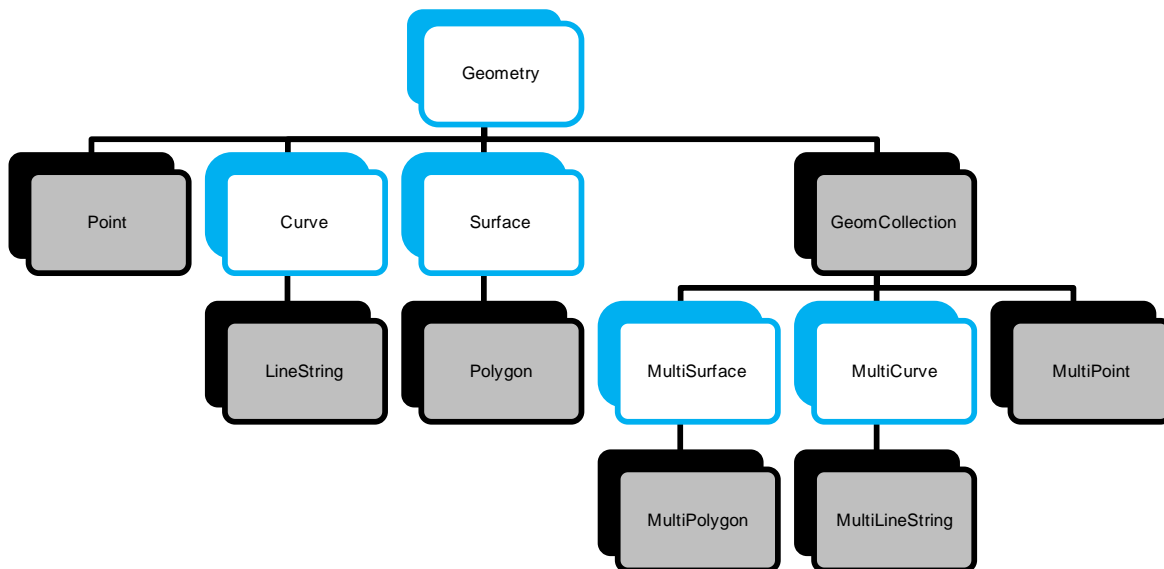 Geometry
Point
Curve
Surface
GeomCollection
LineString
Polygon
MultiSurface
MultiCurve
MultiPoint
MultiPolygon
MultiLineString